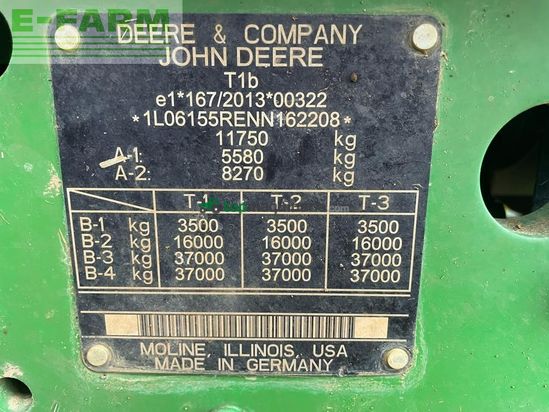 E-FARM
DEERE & COMPANY
JOHN DEERE
T1b
e1*167/2013*00322
*1L06155RENN162208*
11750 kg
A-1: 5580 kg
A-2: 8270 kg
T-1 T-2 T-3
B-1 kg 3500 3500 3500
B-2 kg 16000 16000 16000
B-3 kg 37000 37000 37000
B-4 kg 37000 37000 37000
MOLINE, ILLINOIS, USA
MADE IN GERMANY